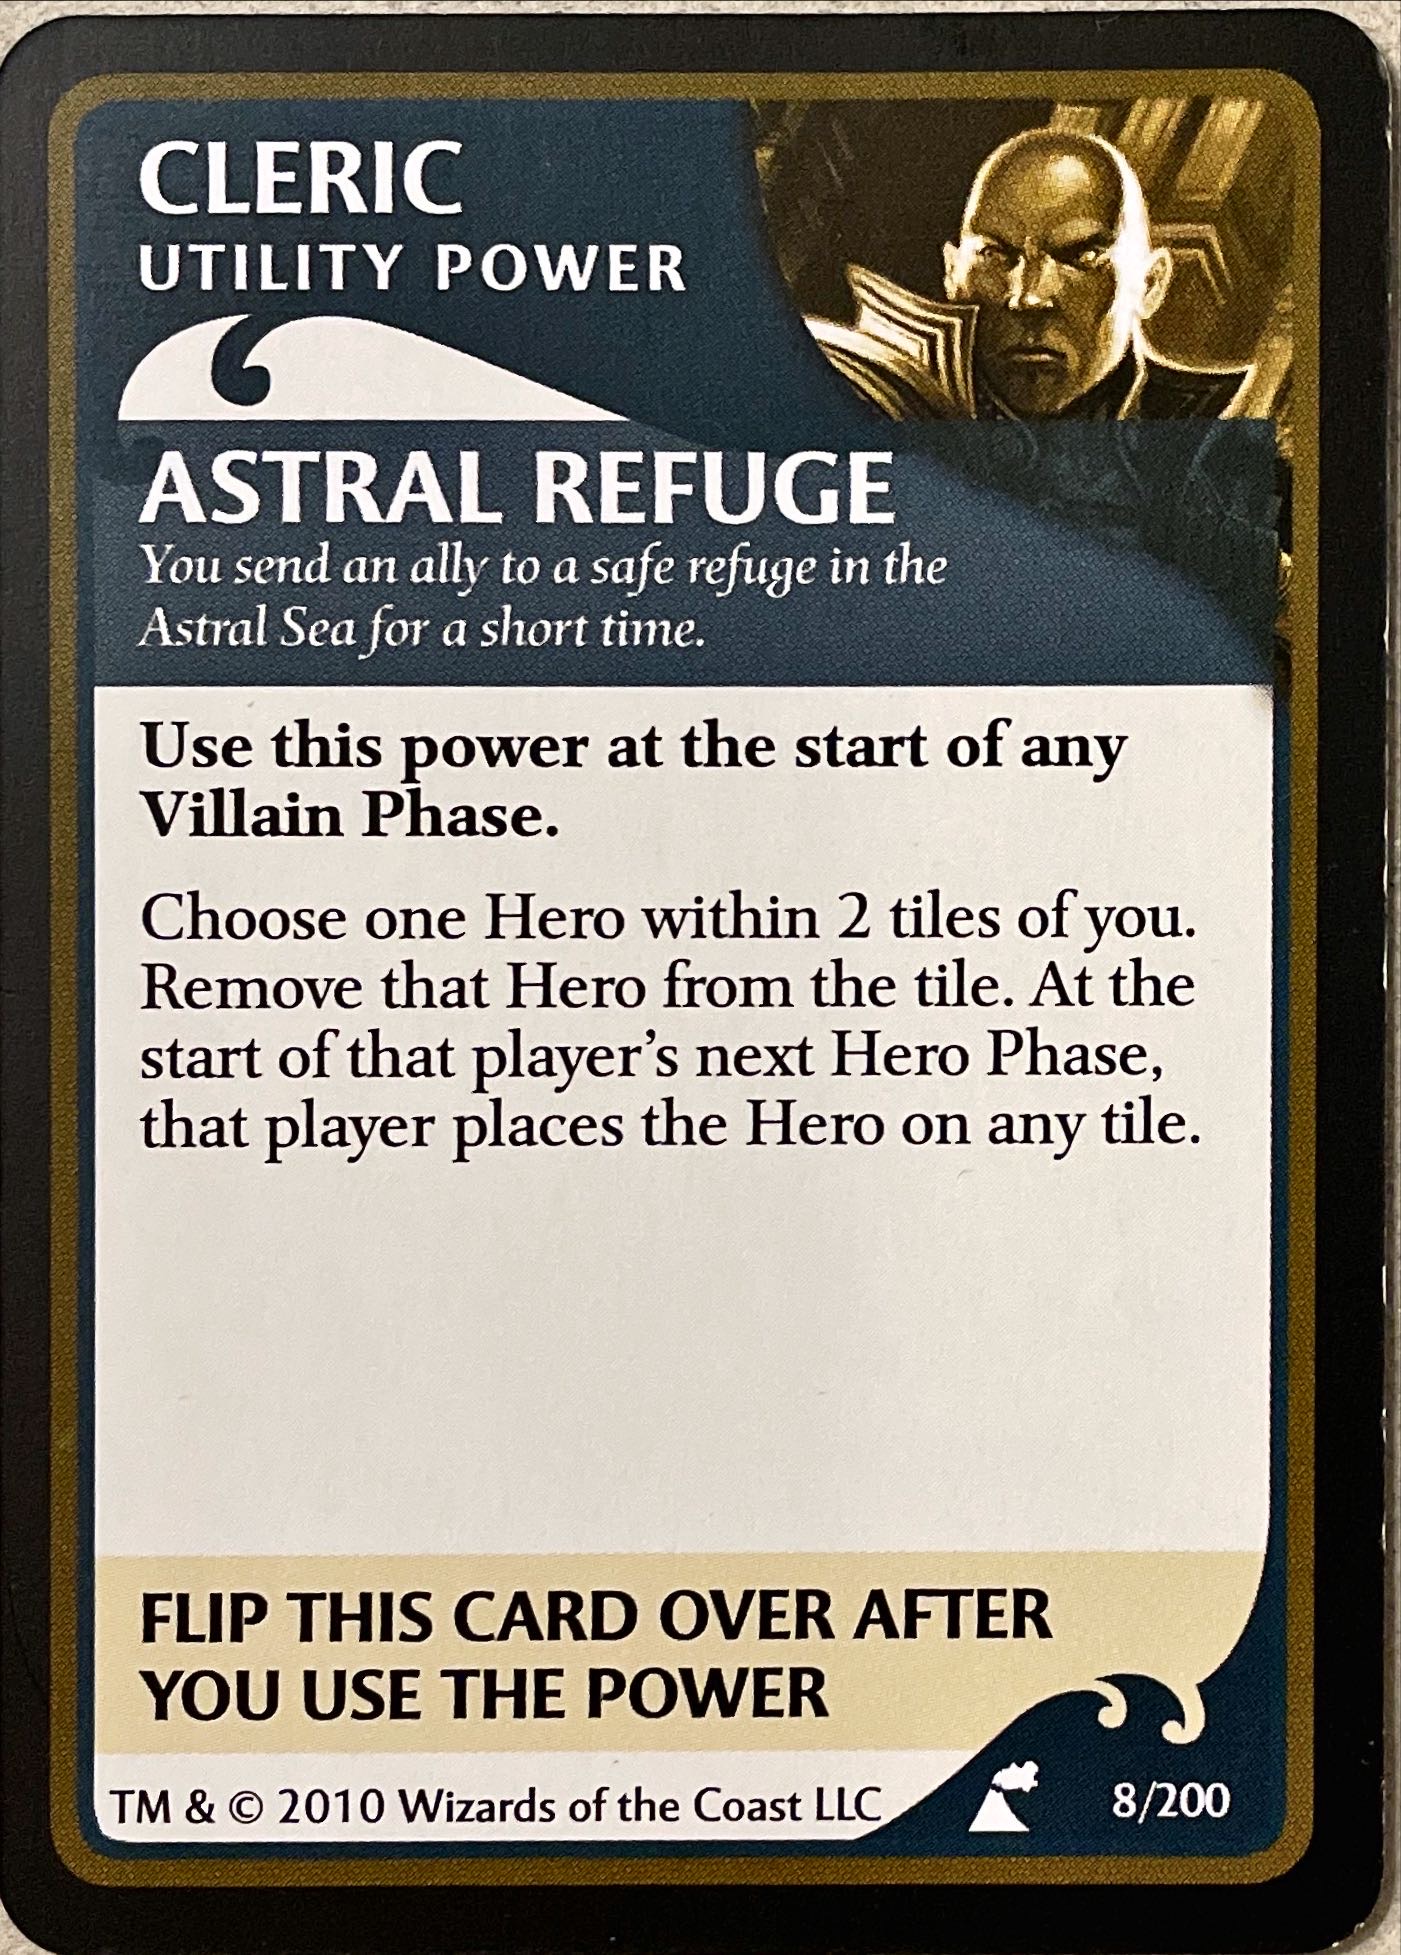 CLERIC
UTILITY POWER
ASTRAL REFUGE
You send an ally to a safe refuge in the
Astral Sea for a short time.
Use this power at the start of any
Villain Phase.
Choose one Hero within 2 tiles of you.
Remove that Hero from the tile. At the
start of that player’s next Hero Phase,
that player places the Hero on any tile.
FLIP THIS CARD OVER AFTER
YOU USE THE POWER
TM & © 2010 Wizards of the Coast LLC
8/200